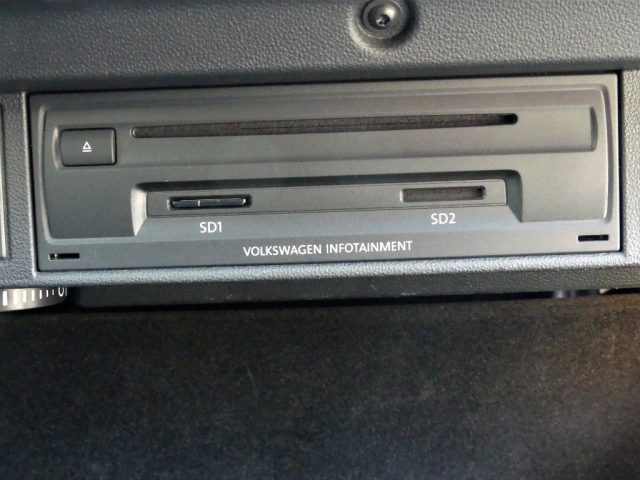 SD1 SD2
VOLKSWAGEN INFOTAINMENT